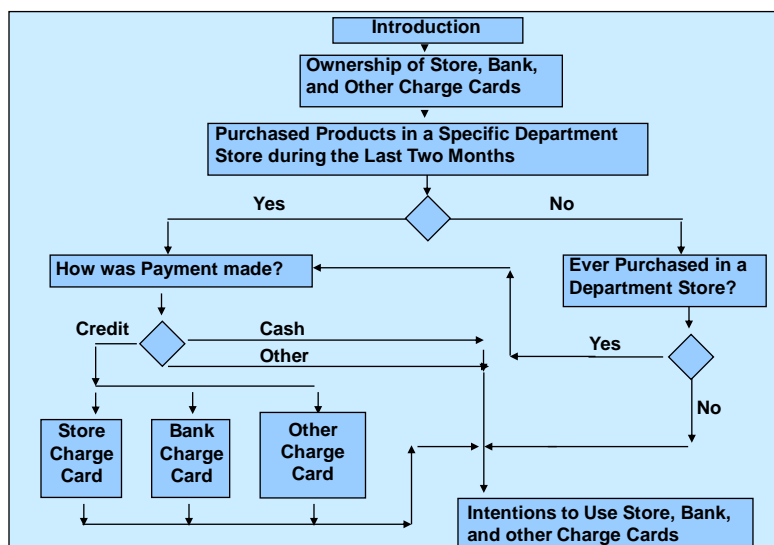 Introduction
Ownership of Store, Bank,
and Other Charge Cards
Purchased Products in a Specific Department
Store during the Last Two Months
Yes
No
How was Payment made?
Ever Purchased in a
Department Store?
Credit
Cash
Other
Yes
No
Store
Charge
Card
Bank
Charge
Card
Other
Charge
Card
Intentions to Use Store, Bank,
and other Charge Cards